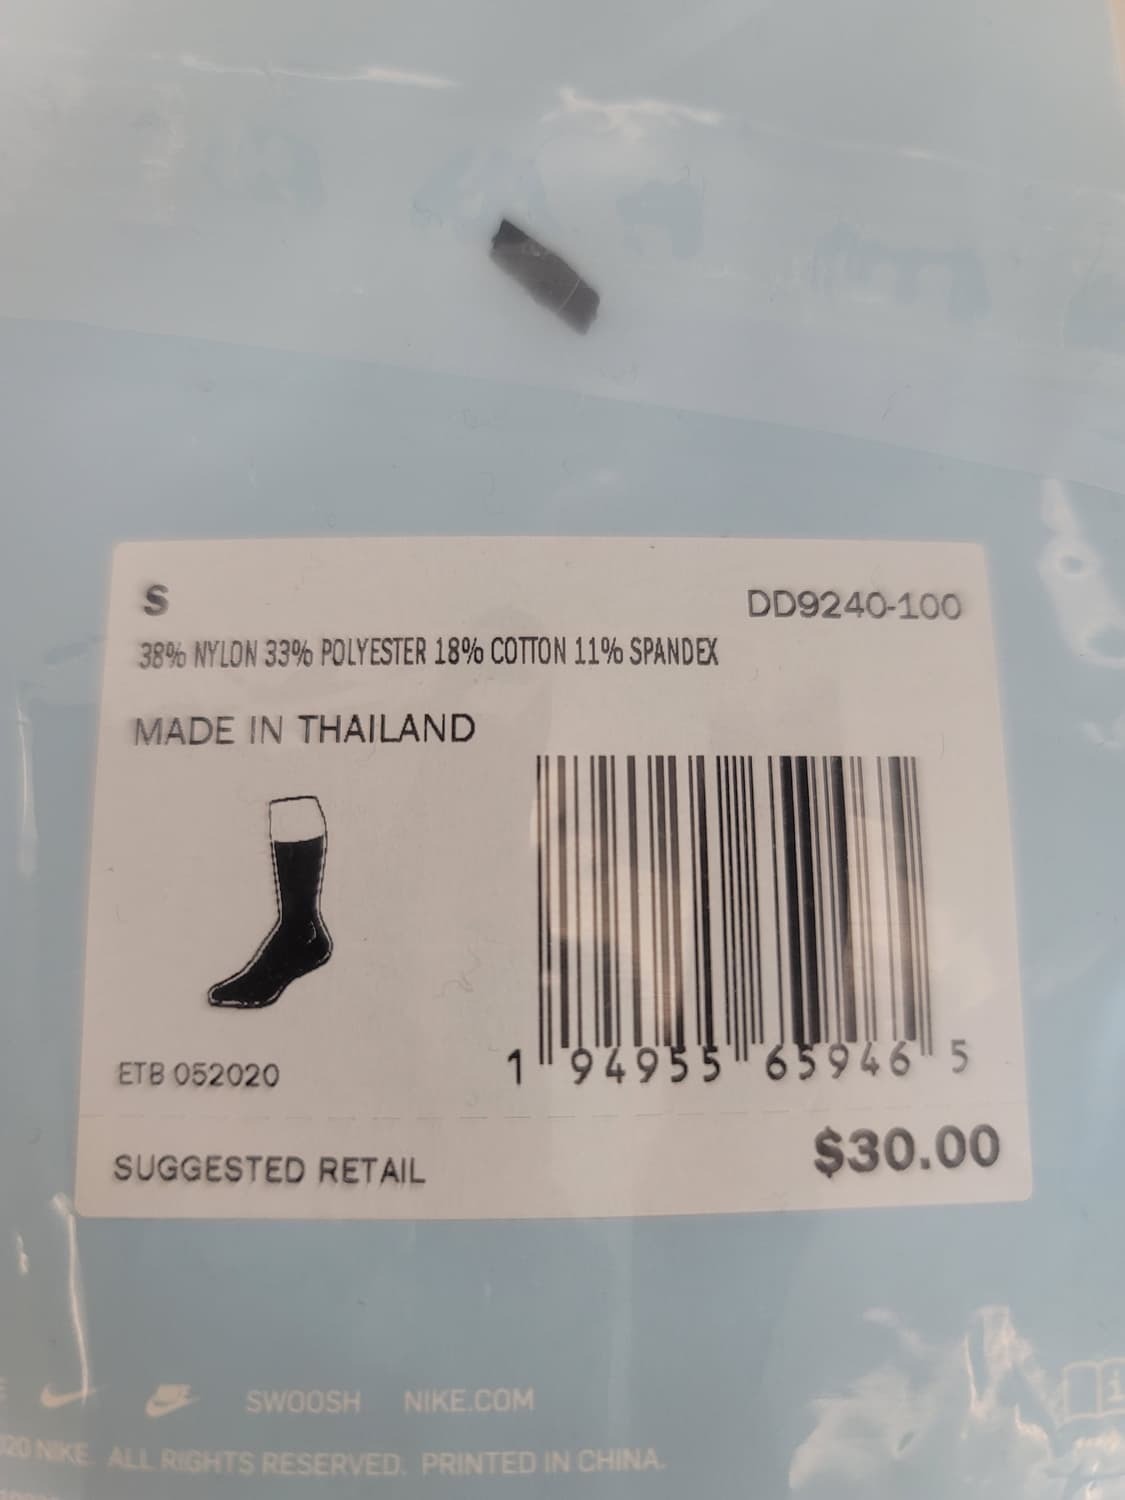 S
DD9240-100
38% NYLON 33% POLYESTER 18% COTTON 11% SPANDEX
MADE IN THAILAND
ETB 052020
1 94955 65946 5
SUGGESTED RETAIL
$30.00
SWOOSH NIKE.COM
20 NIKE. ALL RIGHTS RESERVED. PRINTED IN CHINA.